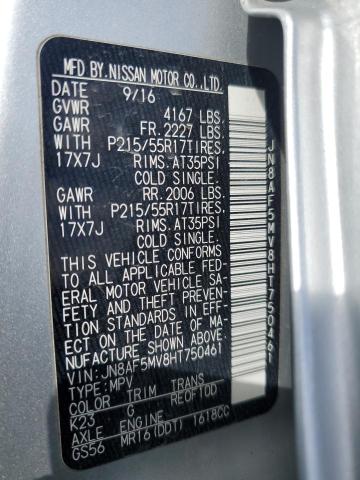 MFD BY.NISSAN MOTOR CO.,LTD.
DATE 9/16
GVWR 4167 LBS.
GAWR FR. 2227 LBS.
WITH P215/55R17TIRES,
17X7J RIMS.AT35PSI
COLD SINGLE.
GAWR RR. 2006 LBS.
WITH P215/55R17TIRES,
17X7J RIMS.AT35PSI
COLD SINGLE.
THIS VEHICLE CONFORMS
TO ALL APPLICABLE FED-
ERAL MOTOR VEHICLE SA-
FETY AND THEFT PREVEN-
TION STANDARDS IN EFF-
ECT ON THE DATE OF MA-
NUFACTURE SHOWN ABOVE.
VIN:JN8AF5MV8HT750461
TYPE:MPV
COLOR TRIM TRANS
K23 G RE0F10D
AXLE ENGINE
GS56 MR16(DDT) 1618CC
JN8AF5MV8HT750461